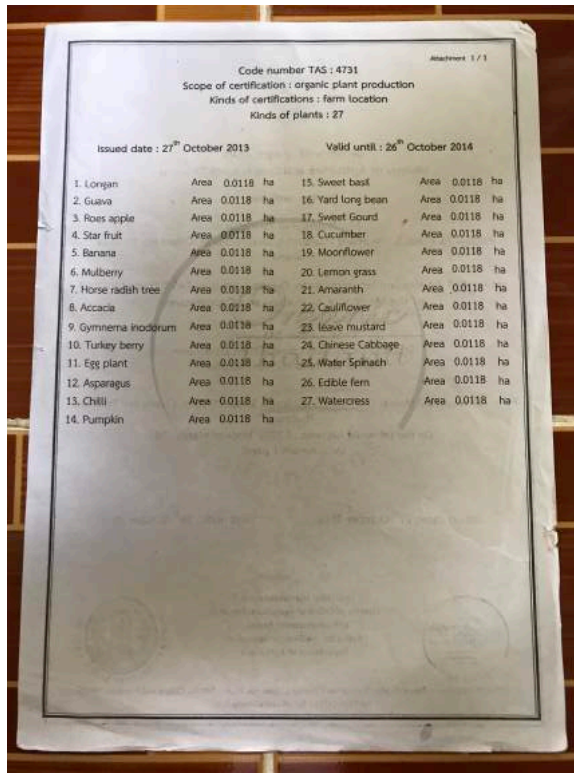 Attachment 1 / 1
Code number TAS : 4731
Scope of certification : organic plant production
Kinds of certifications : farm location
Kinds of plants : 27
Issued date : 27th October 2013 Valid until : 26th October 2014
1. Longan Area 0.0118 ha
2. Guava Area 0.0118 ha
3. Roes apple Area 0.0118 ha
4. Star fruit Area 0.0118 ha
5. Banana Area 0.0118 ha
6. Mulberry Area 0.0118 ha
7. Horse radish tree Area 0.0118 ha
8. Accacia Area 0.0118 ha
9. Gymnema inodorum Area 0.0118 ha
10. Turkey berry Area 0.0118 ha
11. Egg plant Area 0.0118 ha
12. Asparagus Area 0.0118 ha
13. Chilli Area 0.0118 ha
14. Pumpkin Area 0.0118 ha
15. Sweet basil Area 0.0118 ha
16. Yard long bean Area 0.0118 ha
17. Sweet Gourd Area 0.0118 ha
18. Cucumber Area 0.0118 ha
19. Moonflower Area 0.0118 ha
20. Lemon grass Area 0.0118 ha
21. Amaranth Area 0.0118 ha
22. Cauliflower Area 0.0118 ha
23. leave mustard Area 0.0118 ha
24. Chinese Cabbage Area 0.0118 ha
25. Water Spinach Area 0.0118 ha
26. Edible fern Area 0.0118 ha
27. Watercress Area 0.0118 ha